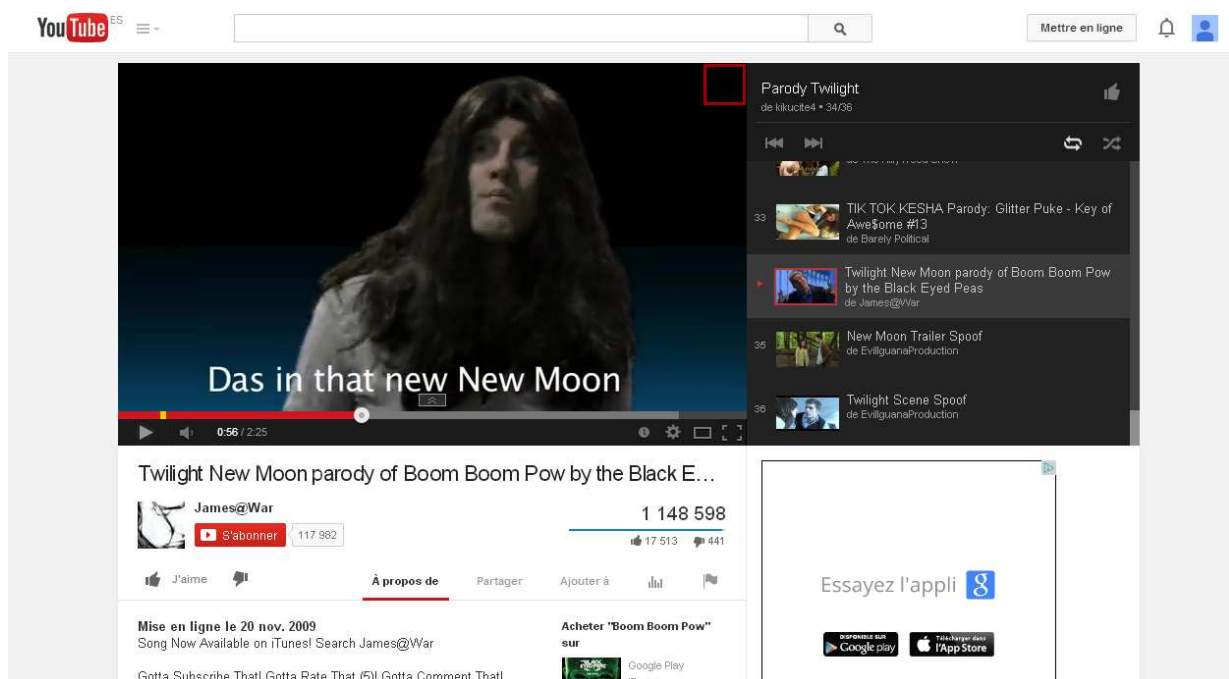 YouTube ES
Mettre en ligne
Das in that new New Moon
0:56 / 2:25
Parody Twilight
de kikucite4 • 34/36
33
TIK TOK KESHA Parody: Glitter Puke - Key of
Awe$ome #13
de Barely Political
Twilight New Moon parody of Boom Boom Pow
by the Black Eyed Peas
de James@War
35
New Moon Trailer Spoof
de EvilIguanaProduction
36
Twilight Scene Spoof
de EvilIguanaProduction
Twilight New Moon parody of Boom Boom Pow by the Black E...
James@War
S'abonner 117 982
1 148 598
17 513 441
J'aime
À propos de Partager Ajouter à
Mise en ligne le 20 nov. 2009
Song Now Available on iTunes! Search James@War
Gotta Subscribe That! Gotta Rate That (5)! Gotta Comment That!
Acheter "Boom Boom Pow"
sur
Google Play
Essayez l'appli g
DISPONIBLE SUR
Google play
Télécharger dans
l'App Store